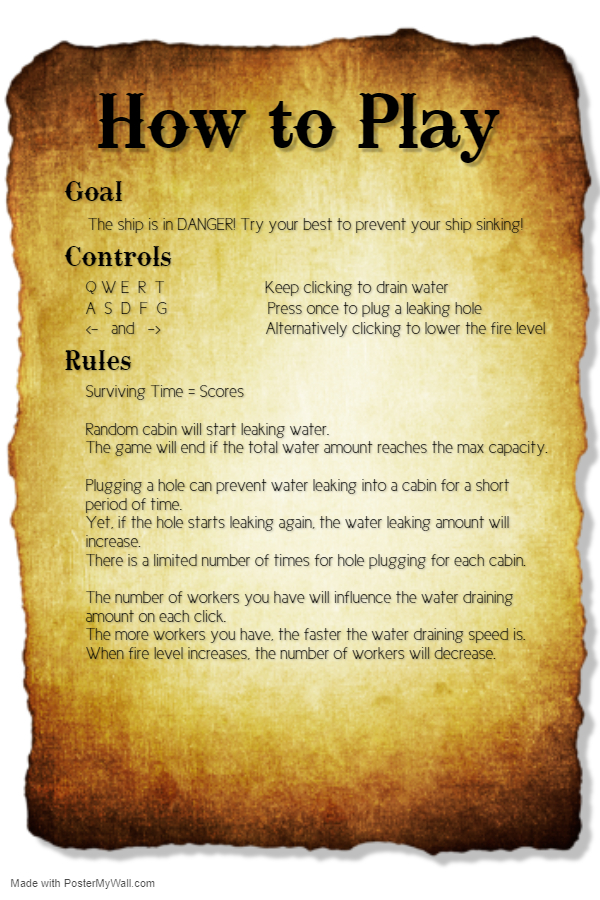 How to Play
Goal
The ship is in DANGER! Try your best to prevent your ship sinking!
Controls
Q W E R T Keep clicking to drain water
A S D F G Press once to plug a leaking hole
<- and -> Alternatively clicking to lower the fire level
Rules
Surviving Time = Scores
Random cabin will start leaking water.
The game will end if the total water amount reaches the max capacity.
Plugging a hole can prevent water leaking into a cabin for a short
period of time.
Yet, if the hole starts leaking again, the water leaking amount will
increase.
There is a limited number of times for hole plugging for each cabin.
The number of workers you have will influence the water draining
amount on each click.
The more workers you have, the faster the water draining speed is.
When fire level increases, the number of workers will decrease.
Made with PosterMyWall.com